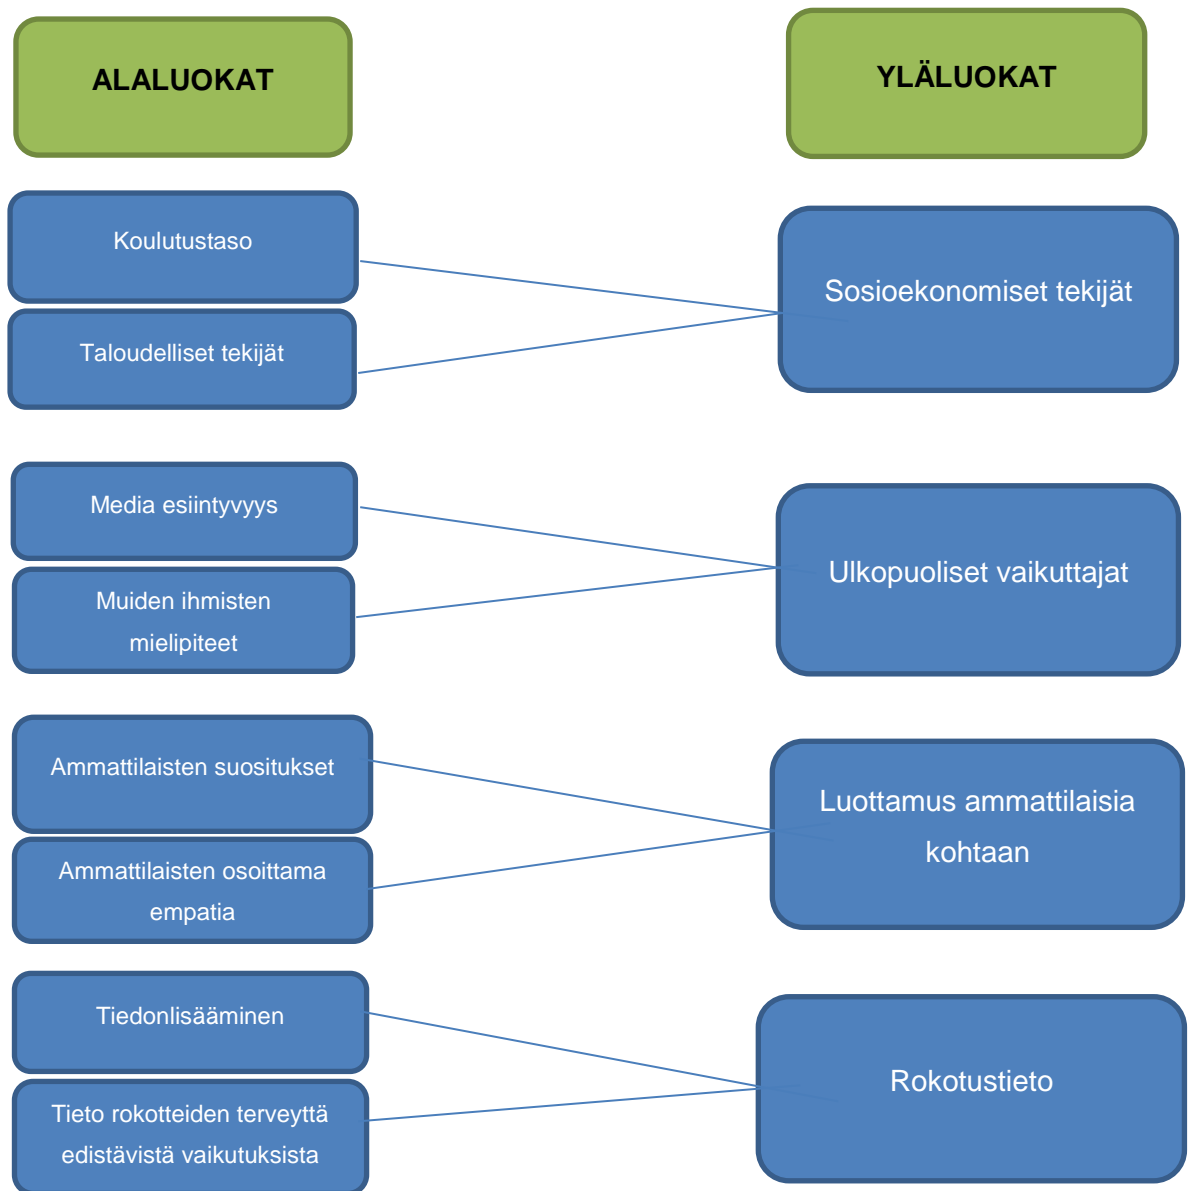 ALALUOKAT
YLÄLUOKAT
Koulutustaso
Taloudelliset tekijät
Sosioekonomiset tekijät
Media esiintyvyys
Muiden ihmisten
mielipiteet
Ulkopuoliset vaikuttajat
Ammattilaisten suositukset
Ammattilaisten osoittama
empatia
Luottamus ammattilaisia
kohtaan
Tiedonlisääminen
Tieto rokotteiden terveyttä
edistävistä vaikutuksista
Rokotustieto